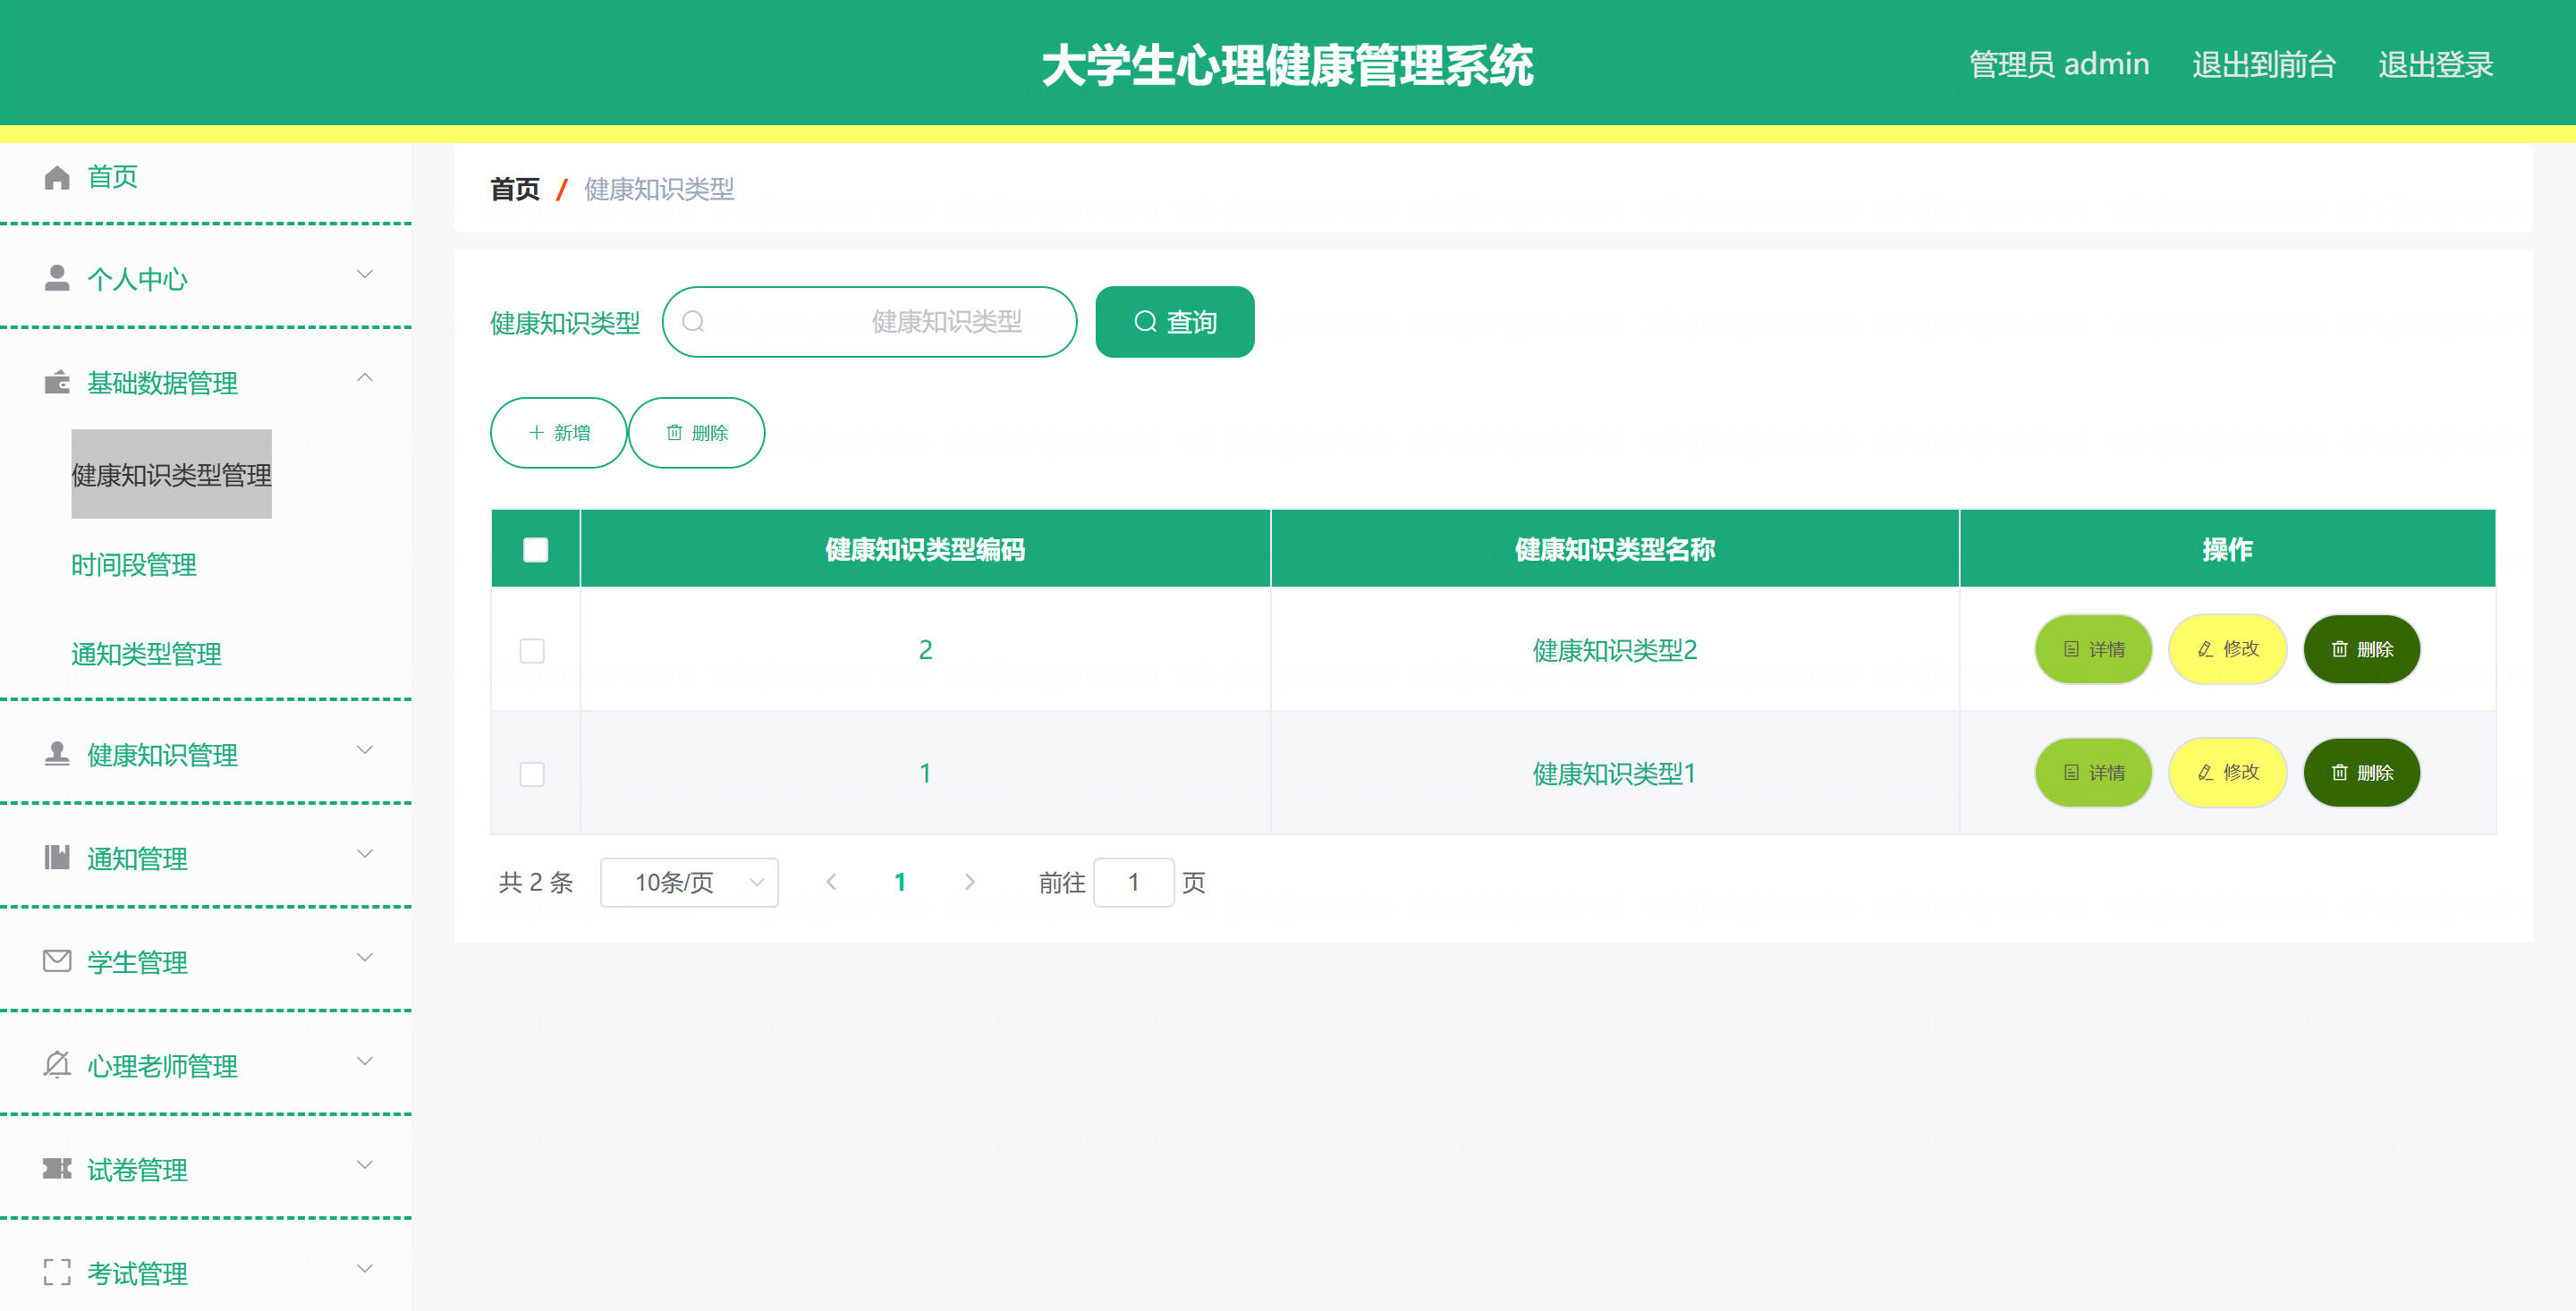 大学生心理健康管理系统
管理员 admin 退出到前台 退出登录
首页
个人中心
基础数据管理
健康知识类型管理
时间段管理
通知类型管理
健康知识管理
通知管理
学生管理
心理老师管理
试卷管理
考试管理
首页 / 健康知识类型
健康知识类型 健康知识类型 查询
新增 删除
健康知识类型编码 健康知识类型名称 操作
2 健康知识类型2 详情 修改 删除
1 健康知识类型1 详情 修改 删除
共 2 条 10条/页 1 前往 1 页